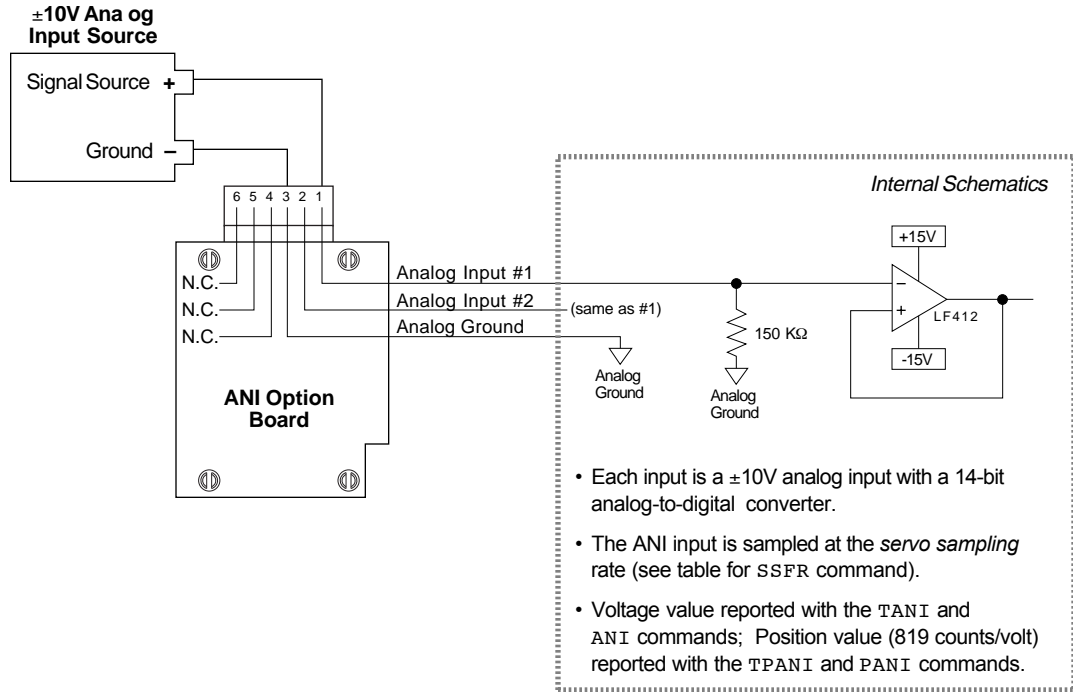 ±10V Ana og
Input Source
Signal Source +
Ground –
6 5 4 3 2 1
N.C.
N.C.
N.C.
ANI Option
Board
Analog Input #1
Analog Input #2
Analog Ground
(same as #1)
Analog
Ground
Internal Schematics
150 KΩ
Analog
Ground
+15V
–
+
LF412
-15V
• Each input is a ±10V analog input with a 14-bit
analog-to-digital converter.
• The ANI input is sampled at the servo sampling
rate (see table for SSFR command).
• Voltage value reported with the TANI and
ANI commands; Position value (819 counts/volt)
reported with the TPANI and PANI commands.